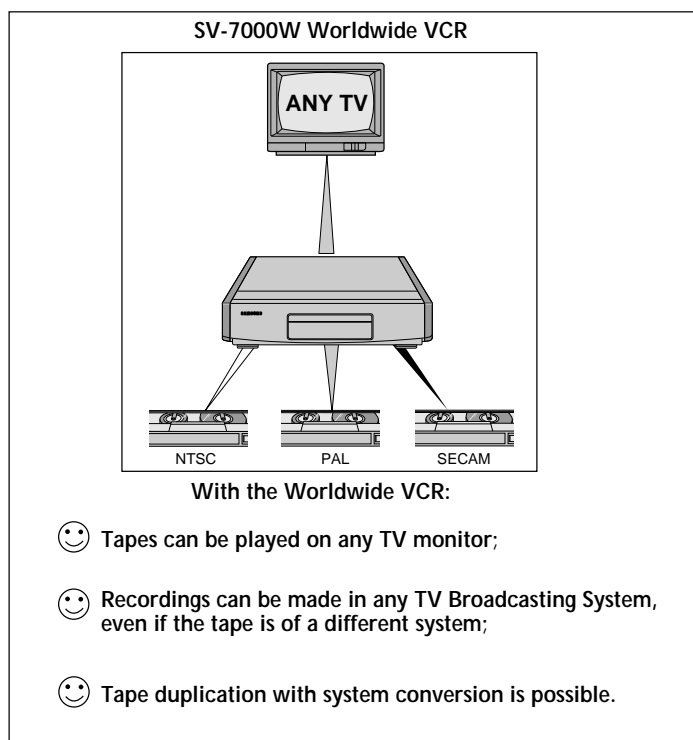 SV-7000W Worldwide VCR
ANY TV
SAMSUNG
NTSC
PAL
SECAM
With the Worldwide VCR:
Tapes can be played on any TV monitor;
Recordings can be made in any TV Broadcasting System,
even if the tape is of a different system;
Tape duplication with system conversion is possible.